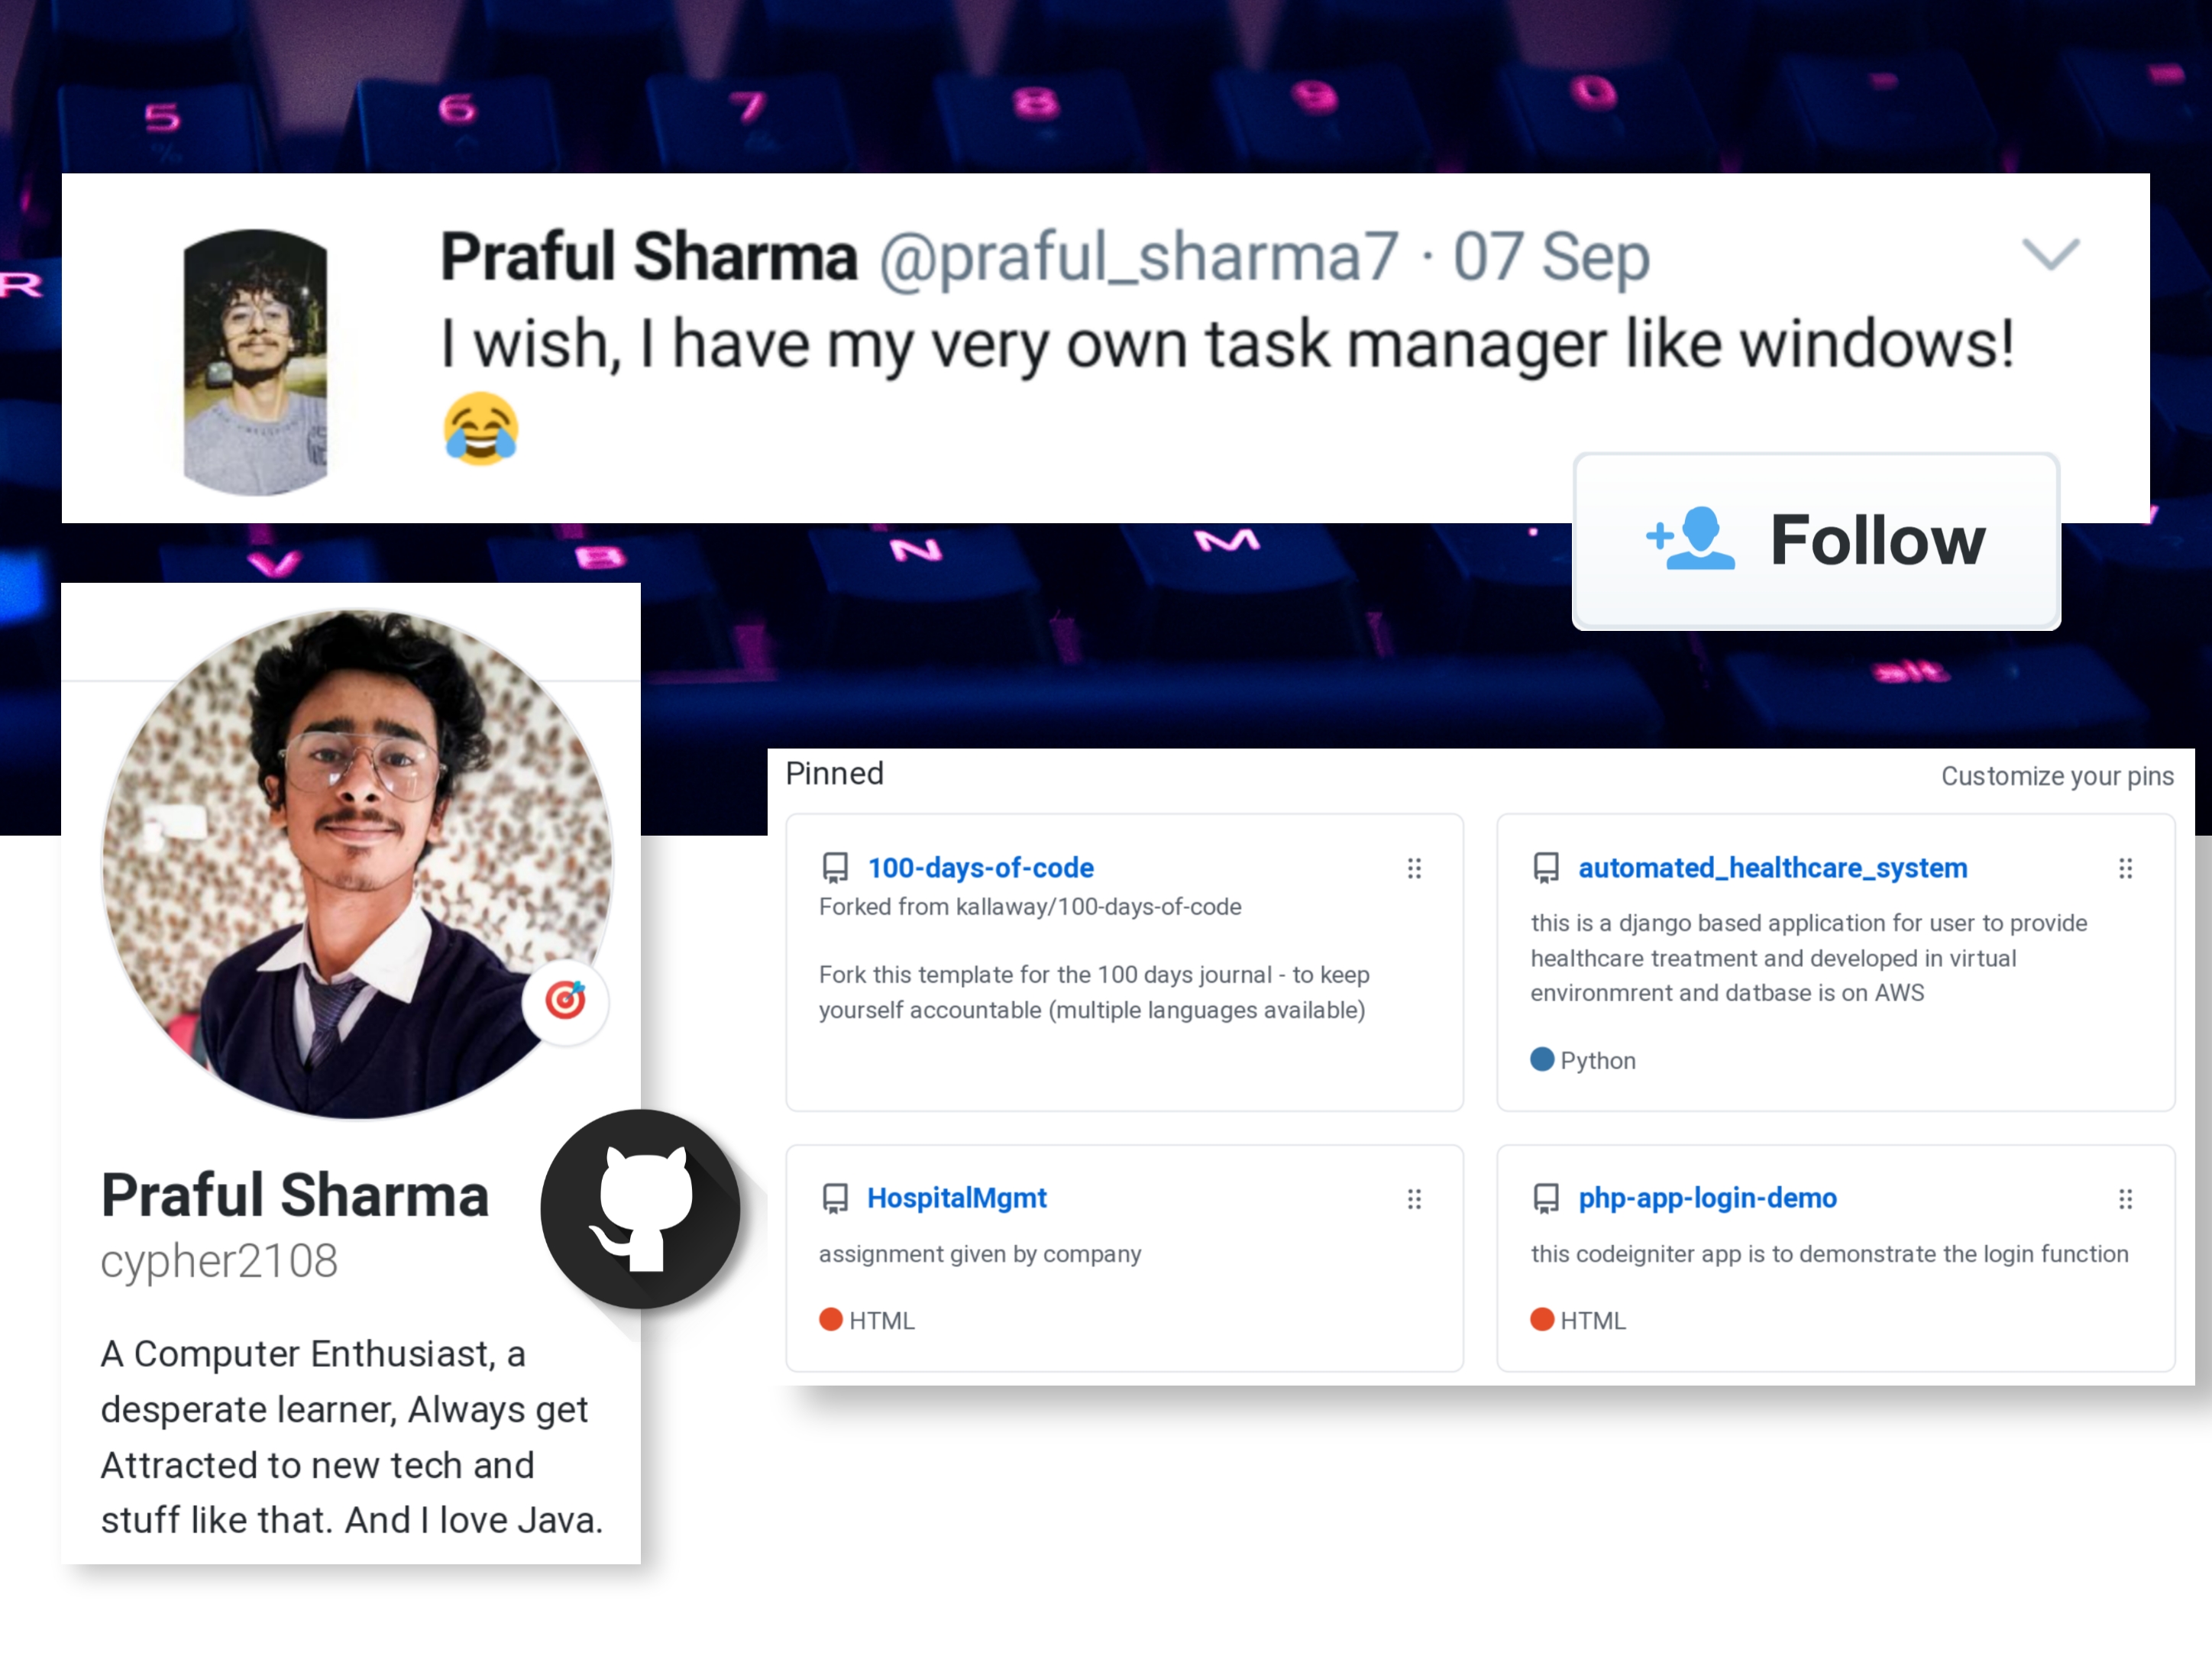 5 6 7 8 9 0 - =
R
Praful Sharma @praful_sharma7 · 07 Sep
I wish, I have my very own task manager like windows!
😂
Follow
V B N M .
alt
Praful Sharma
cypher2108
A Computer Enthusiast, a
desperate learner, Always get
Attracted to new tech and
stuff like that. And I love Java.
Pinned
Customize your pins
100-days-of-code
Forked from kallaway/100-days-of-code
Fork this template for the 100 days journal - to keep
yourself accountable (multiple languages available)
automated_healthcare_system
this is a django based application for user to provide
healthcare treatment and developed in virtual
environmrent and datbase is on AWS
Python
HospitalMgmt
assignment given by company
HTML
php-app-login-demo
this codeigniter app is to demonstrate the login function
HTML